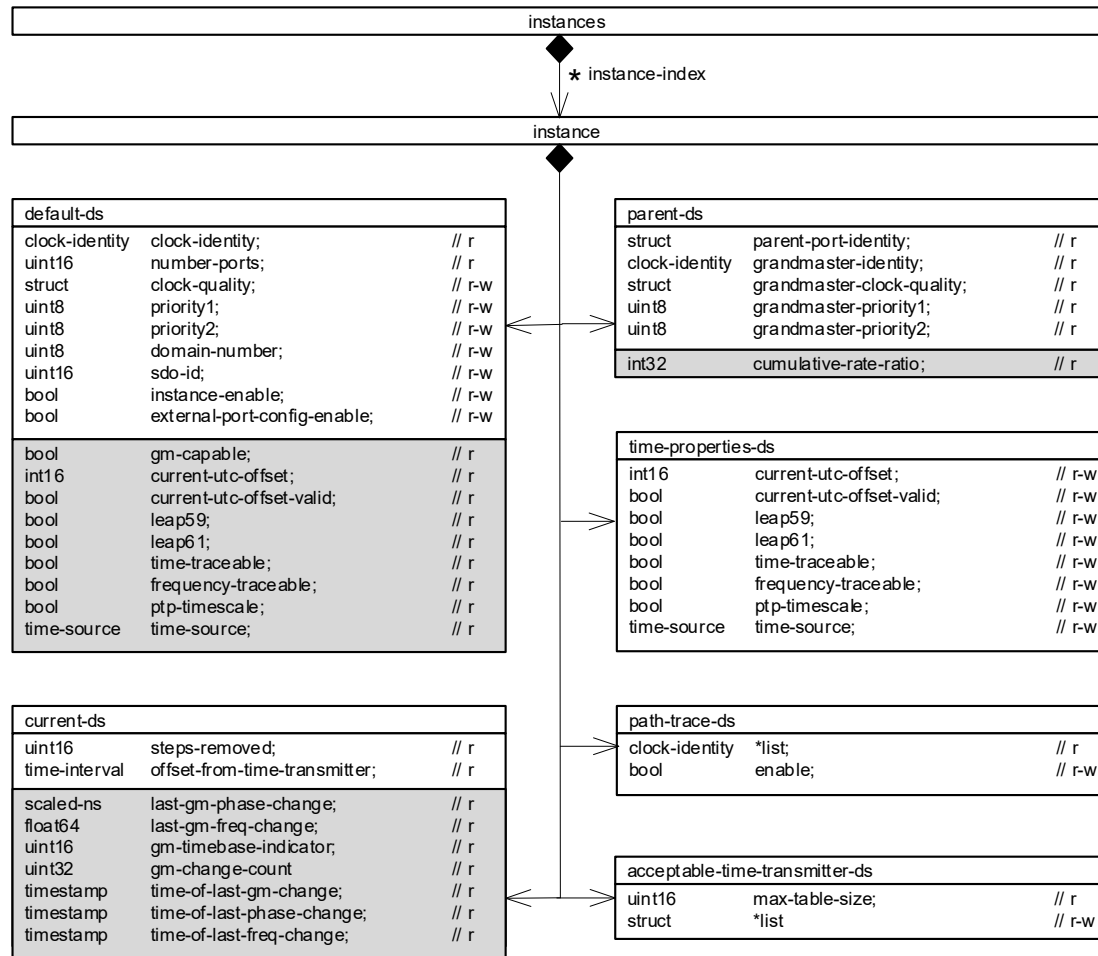 instances
* instance-index
instance
default-ds
clock-identity clock-identity; // r
uint16 number-ports; // r
struct clock-quality; // r-w
uint8 priority1; // r-w
uint8 priority2; // r-w
uint8 domain-number; // r-w
uint16 sdo-id; // r-w
bool instance-enable; // r-w
bool external-port-config-enable; // r-w
bool gm-capable; // r
int16 current-utc-offset; // r
bool current-utc-offset-valid; // r
bool leap59; // r
bool leap61; // r
bool time-traceable; // r
bool frequency-traceable; // r
bool ptp-timescale; // r
time-source time-source; // r
parent-ds
struct parent-port-identity; // r
clock-identity grandmaster-identity; // r
struct grandmaster-clock-quality; // r
uint8 grandmaster-priority1; // r
uint8 grandmaster-priority2; // r
int32 cumulative-rate-ratio; // r
time-properties-ds
int16 current-utc-offset; // r-w
bool current-utc-offset-valid; // r-w
bool leap59; // r-w
bool leap61; // r-w
bool time-traceable; // r-w
bool frequency-traceable; // r-w
bool ptp-timescale; // r-w
time-source time-source; // r-w
current-ds
uint16 steps-removed; // r
time-interval offset-from-time-transmitter; // r
scaled-ns last-gm-phase-change; // r
float64 last-gm-freq-change; // r
uint16 gm-timebase-indicator; // r
uint32 gm-change-count // r
timestamp time-of-last-gm-change; // r
timestamp time-of-last-phase-change; // r
timestamp time-of-last-freq-change; // r
path-trace-ds
clock-identity *list; // r
bool enable; // r-w
acceptable-time-transmitter-ds
uint16 max-table-size; // r
struct *list // r-w